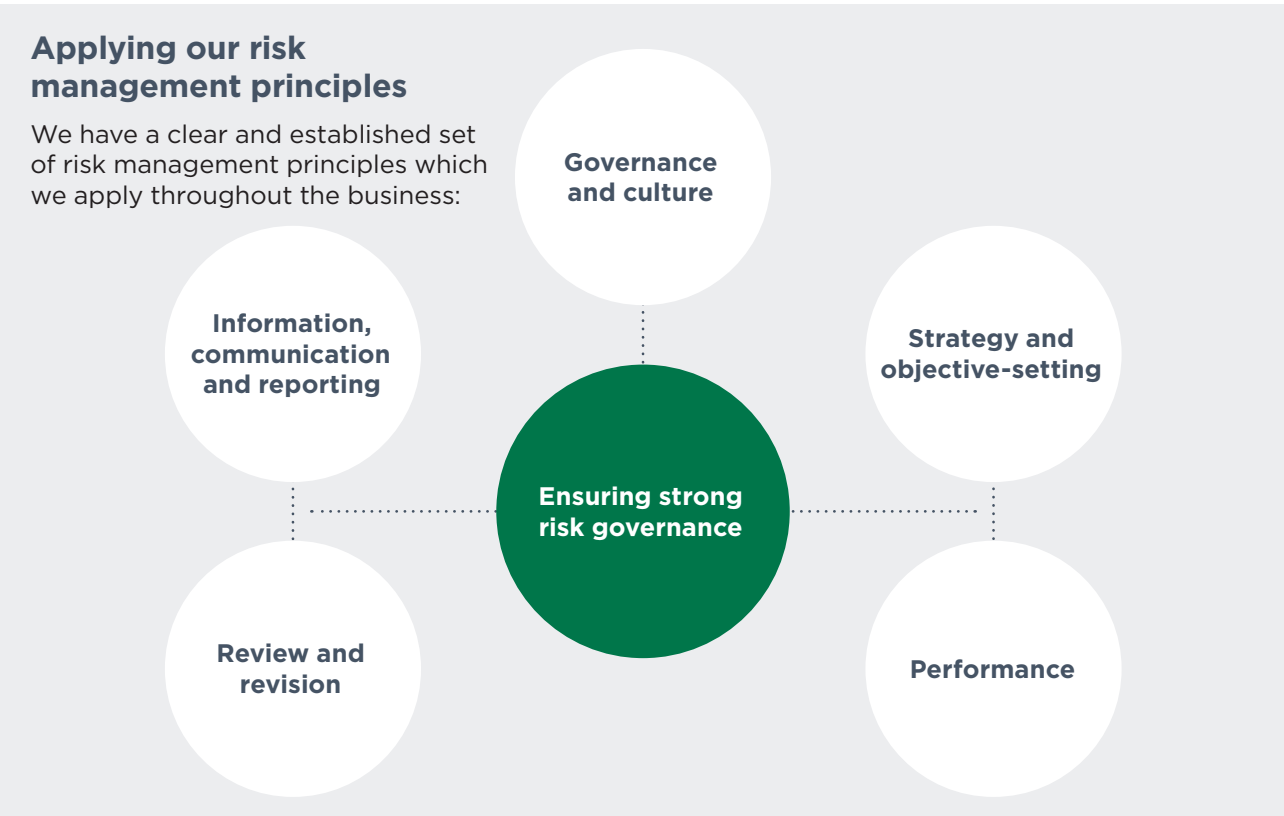 Applying our risk
management principles
We have a clear and established set
of risk management principles which
we apply throughout the business:
Governance
and culture
Information,
communication
and reporting
Strategy and
objective-setting
Ensuring strong
risk governance
Review and
revision
Performance